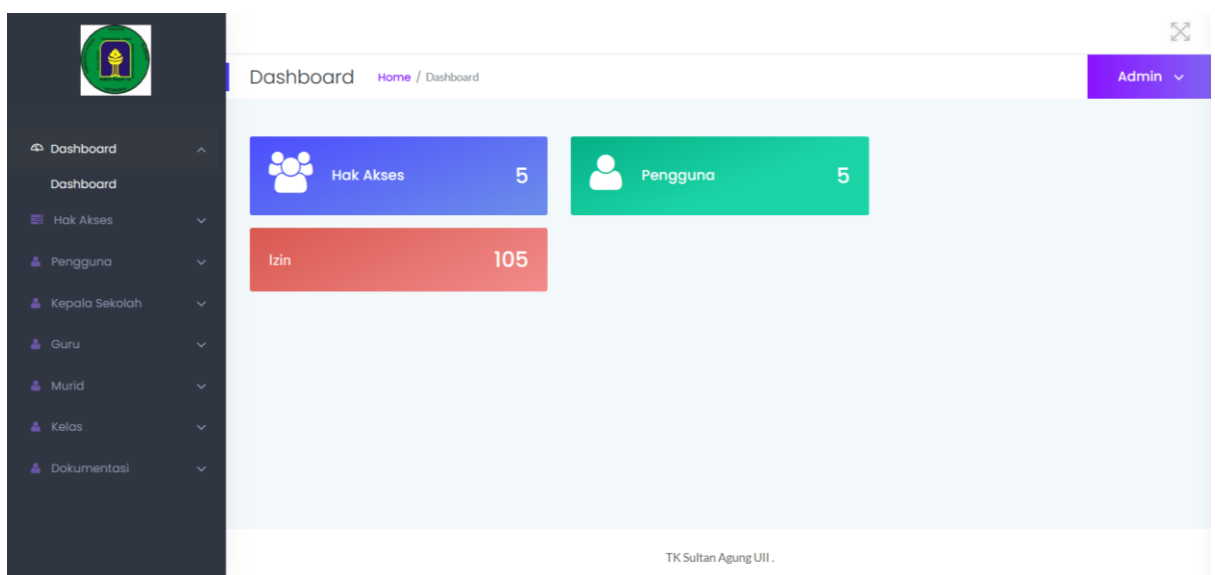 Dashboard
Dashboard
Hak Akses
Pengguna
Kepala Sekolah
Guru
Murid
Kelas
Dokumentasi
Dashboard Home / Dashboard
Admin
Hak Akses 5
Pengguna 5
Izin 105
TK Sultan Agung UII .